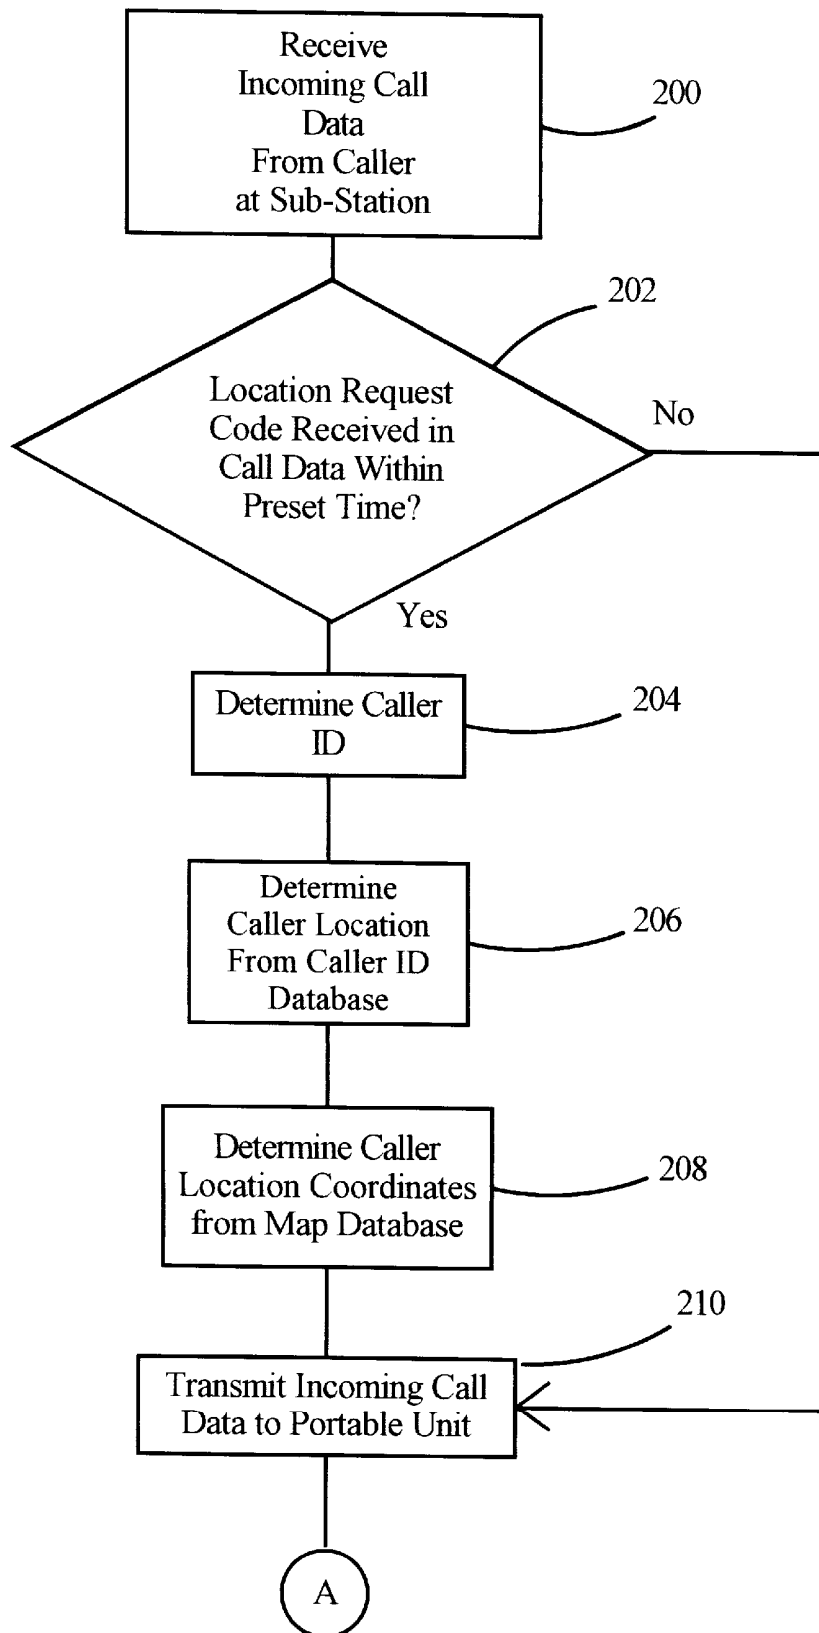 Receive
Incoming Call
Data
From Caller
at Sub-Station
200
202
Location Request
Code Received in
Call Data Within
Preset Time?
No
Yes
Determine Caller
ID
204
Determine
Caller Location
From Caller ID
Database
206
Determine Caller
Location Coordinates
from Map Database
208
210
Transmit Incoming Call
Data to Portable Unit
A